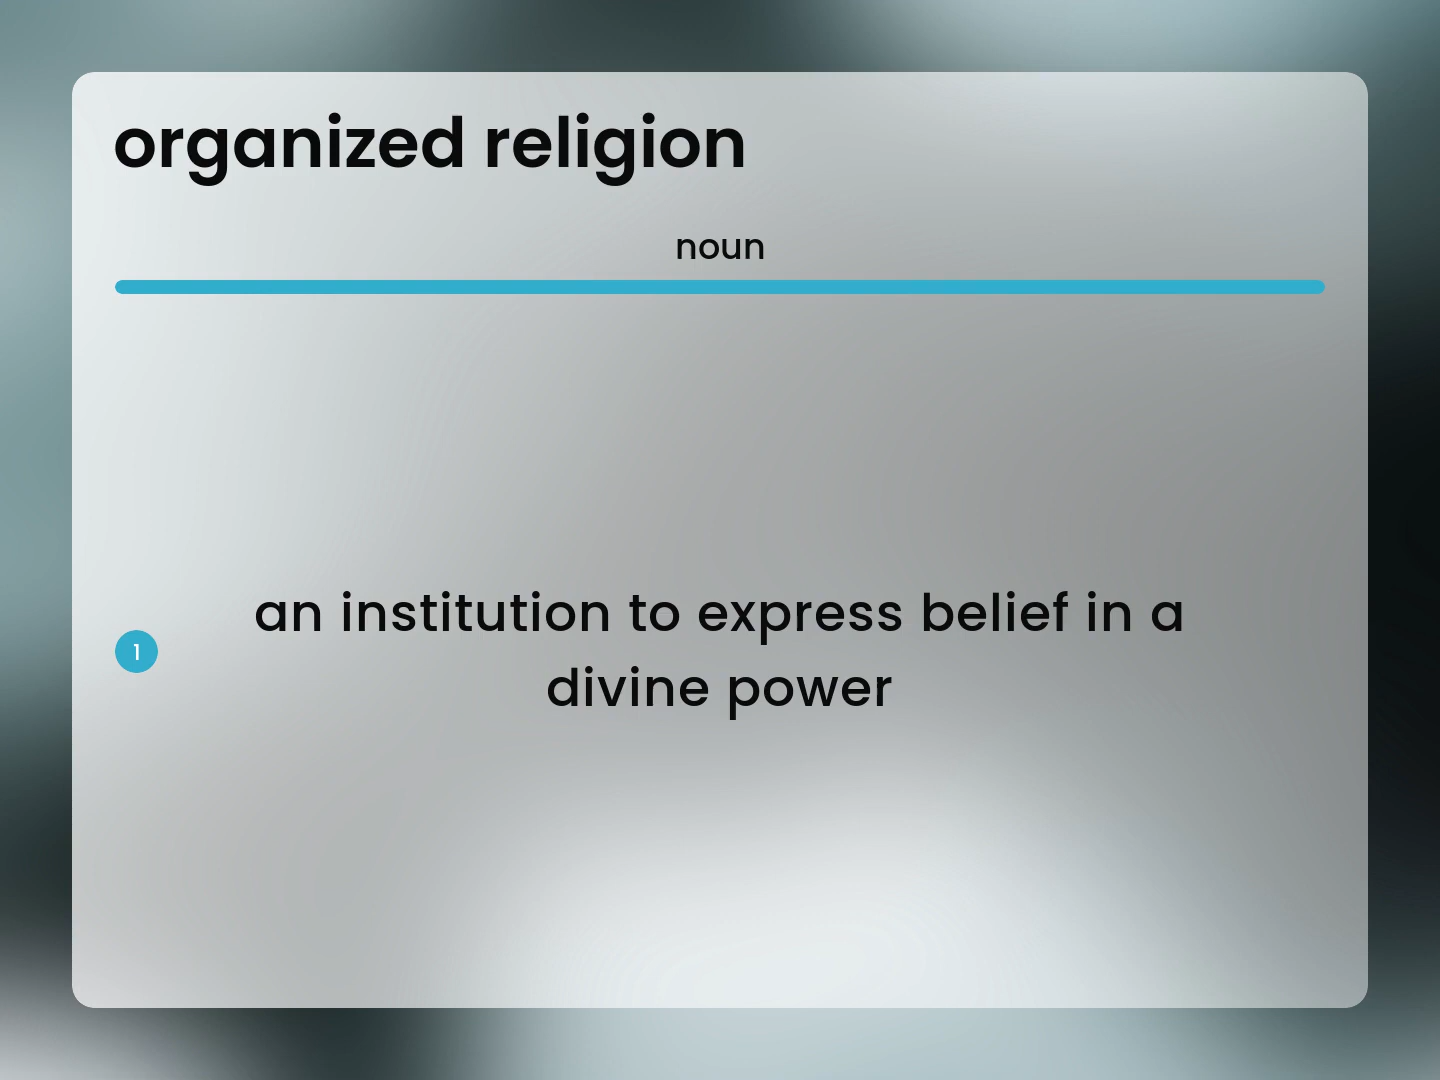 organized religion
noun
1
an institution to express belief in a
divine power